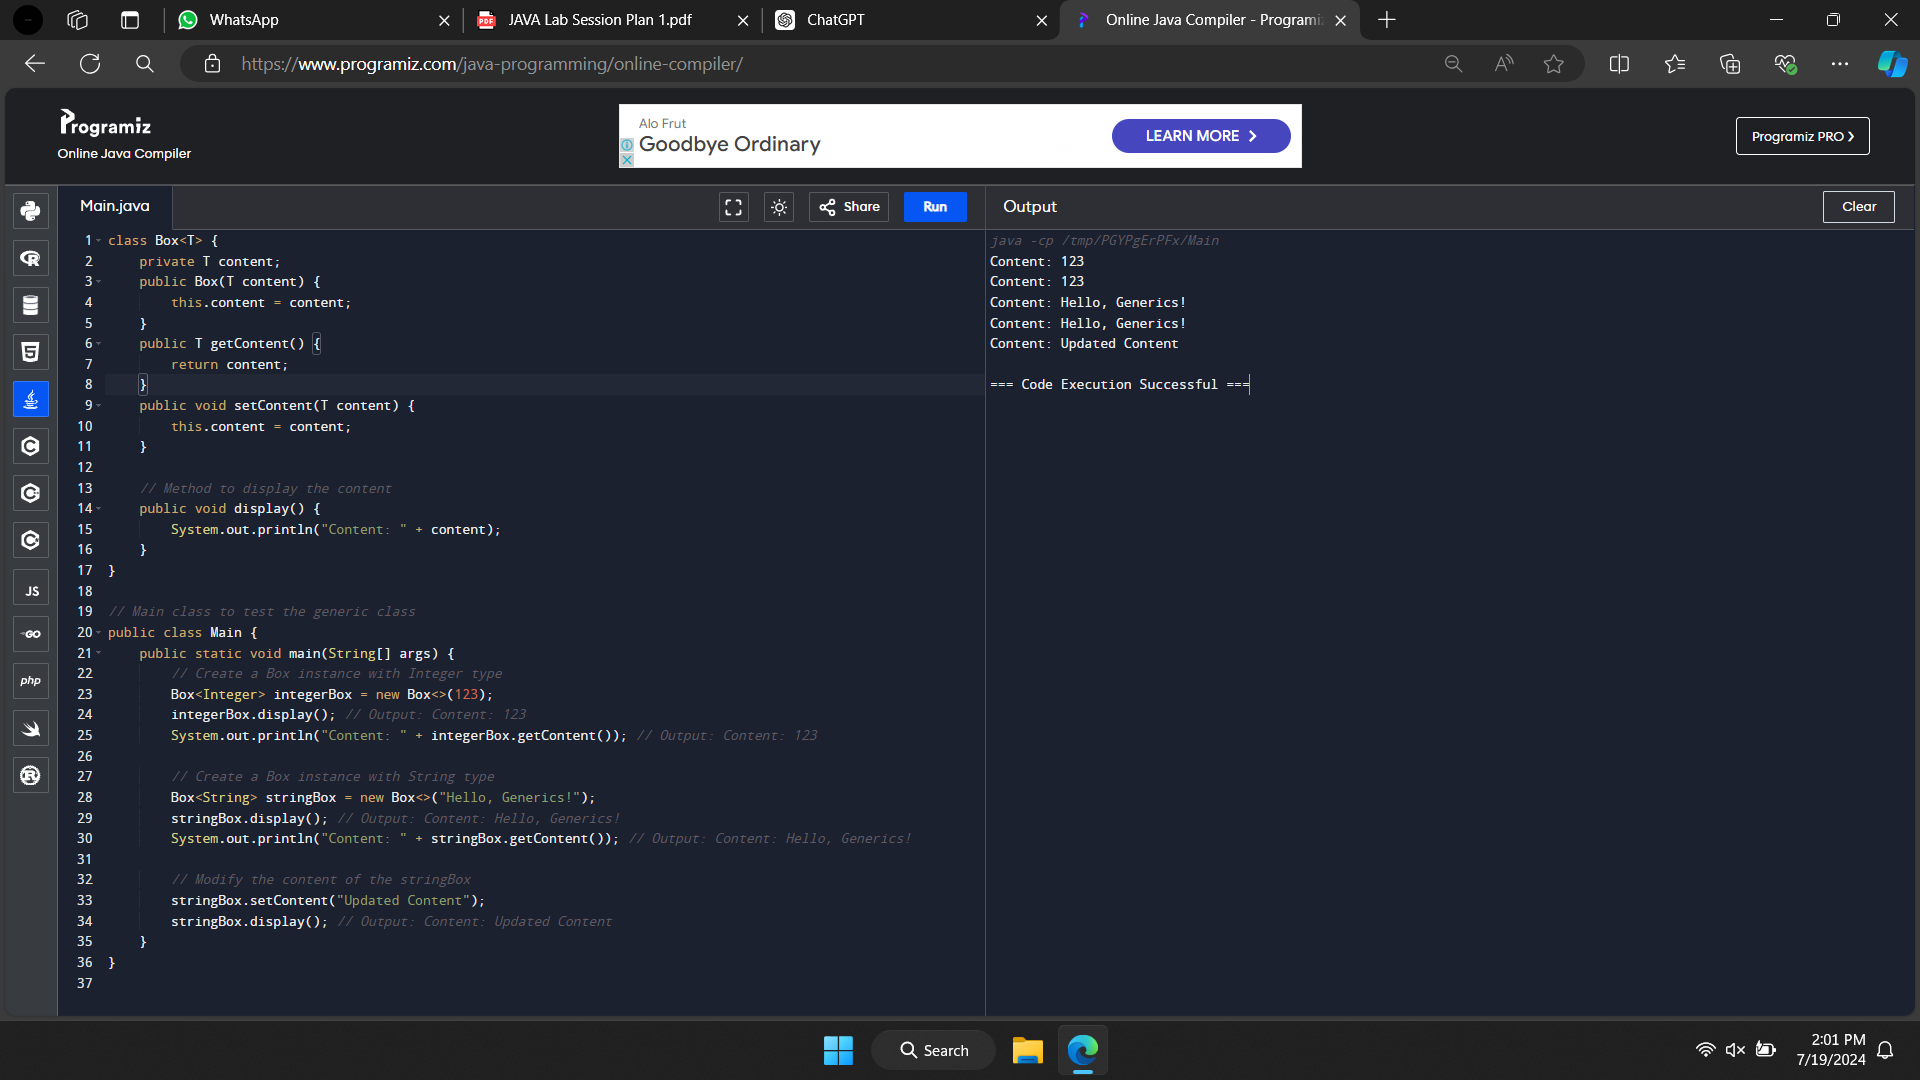 WhatsApp
JAVA Lab Session Plan 1.pdf
ChatGPT
Online Java Compiler - Programiz
https://www.programiz.com/java-programming/online-compiler/
Programiz
Online Java Compiler
Alo Frut
Goodbye Ordinary
LEARN MORE >
Programiz PRO >
Main.java
Share
Run
Output
Clear
1 class Box<T> {
2     private T content;
3     public Box(T content) {
4         this.content = content;
5     }
6     public T getContent() {
7         return content;
8     }
9     public void setContent(T content) {
10         this.content = content;
11     }
12
13     // Method to display the content
14     public void display() {
15         System.out.println("Content: " + content);
16     }
17 }
18
19 // Main class to test the generic class
20 public class Main {
21     public static void main(String[] args) {
22         // Create a Box instance with Integer type
23         Box<Integer> integerBox = new Box<>(123);
24         integerBox.display(); // Output: Content: 123
25         System.out.println("Content: " + integerBox.getContent()); // Output: Content: 123
26
27         // Create a Box instance with String type
28         Box<String> stringBox = new Box<>("Hello, Generics!");
29         stringBox.display(); // Output: Content: Hello, Generics!
30         System.out.println("Content: " + stringBox.getContent()); // Output: Content: Hello, Generics!
31
32         // Modify the content of the stringBox
33         stringBox.setContent("Updated Content");
34         stringBox.display(); // Output: Content: Updated Content
35     }
36 }
37
java -cp /tmp/PGYPgErPFx/Main
Content: 123
Content: 123
Content: Hello, Generics!
Content: Hello, Generics!
Content: Updated Content
=== Code Execution Successful ===
JS
GO
php
Search
2:01 PM
7/19/2024